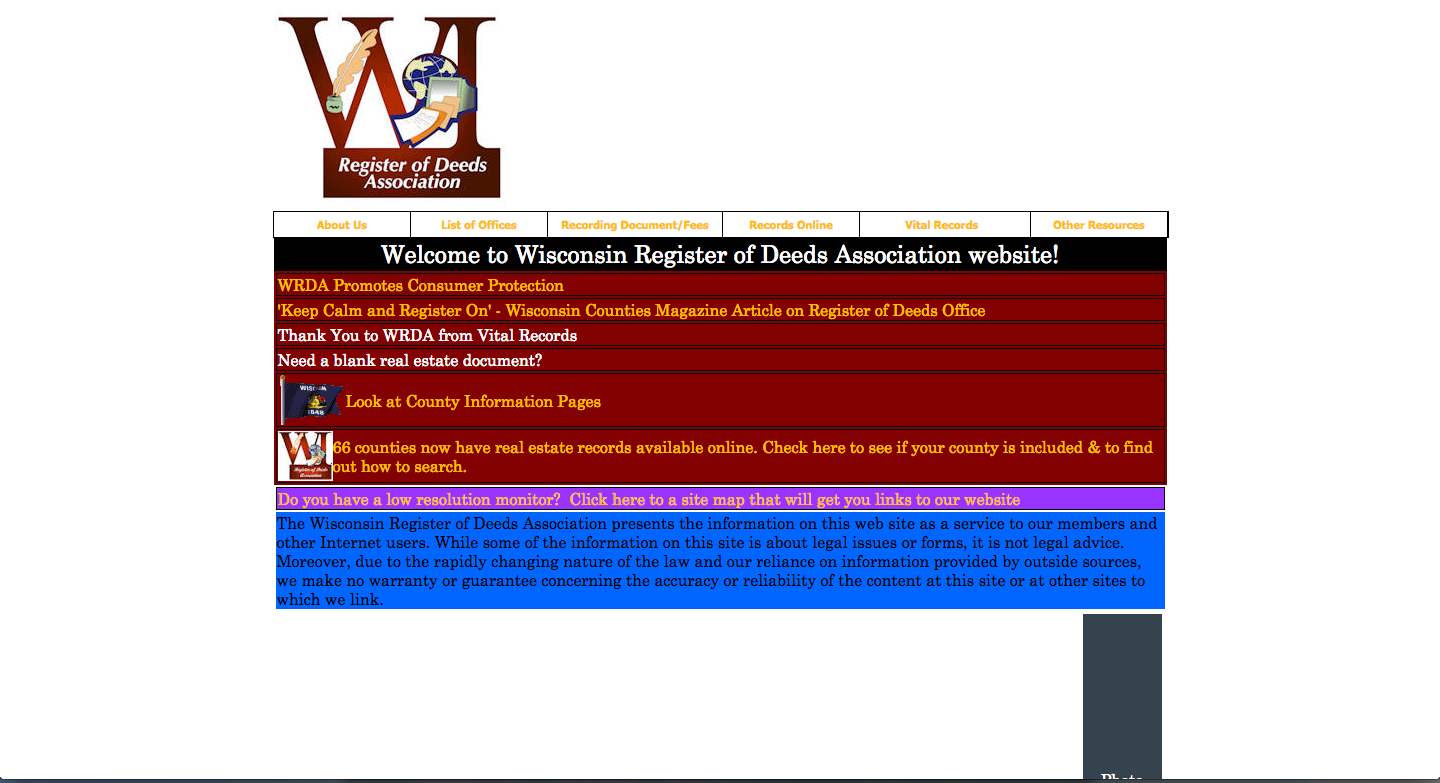 WI
Register of Deeds
Association
About Us
List of Offices
Recording Document/Fees
Records Online
Vital Records
Other Resources
Welcome to Wisconsin Register of Deeds Association website!
WRDA Promotes Consumer Protection
'Keep Calm and Register On' - Wisconsin Counties Magazine Article on Register of Deeds Office
Thank You to WRDA from Vital Records
Need a blank real estate document?
WISCONSIN
1848
Look at County Information Pages
WI
Register of Deeds
Association
66 counties now have real estate records available online. Check here to see if your county is included & to find
out how to search.
Do you have a low resolution monitor?  Click here to a site map that will get you links to our website
The Wisconsin Register of Deeds Association presents the information on this web site as a service to our members and
other Internet users. While some of the information on this site is about legal issues or forms, it is not legal advice.
Moreover, due to the rapidly changing nature of the law and our reliance on information provided by outside sources,
we make no warranty or guarantee concerning the accuracy or reliability of the content at this site or at other sites to
which we link.
Photo